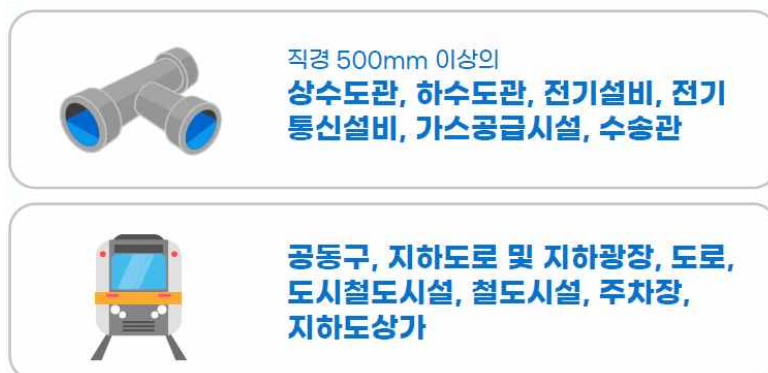 직경 500mm 이상의
상수도관, 하수도관, 전기설비, 전기
통신설비, 가스공급시설, 수송관
공동구, 지하도로 및 지하광장, 도로,
도시철도시설, 철도시설, 주차장,
지하도상가